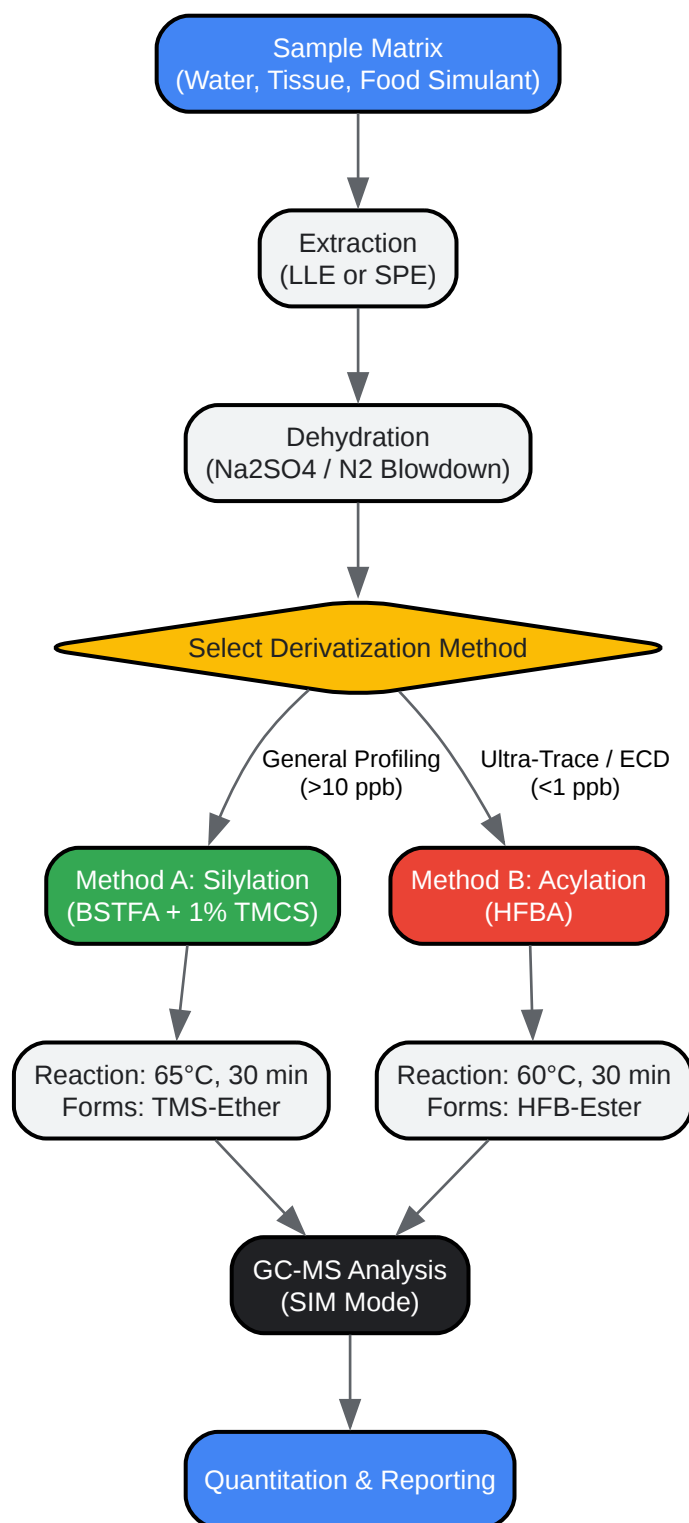 Sample Matrix
(Water, Tissue, Food Simulant)
Extraction
(LLE or SPE)
Dehydration
(Na2SO4 / N2 Blowdown)
Select Derivatization Method
General Profiling
(>10 ppb)
Ultra-Trace / ECD
(<1 ppb)
Method A: Silylation
(BSTFA + 1% TMCS)
Method B: Acylation
(HFBA)
Reaction: 65°C, 30 min
Forms: TMS-Ether
Reaction: 60°C, 30 min
Forms: HFB-Ester
GC-MS Analysis
(SIM Mode)
Quantitation & Reporting